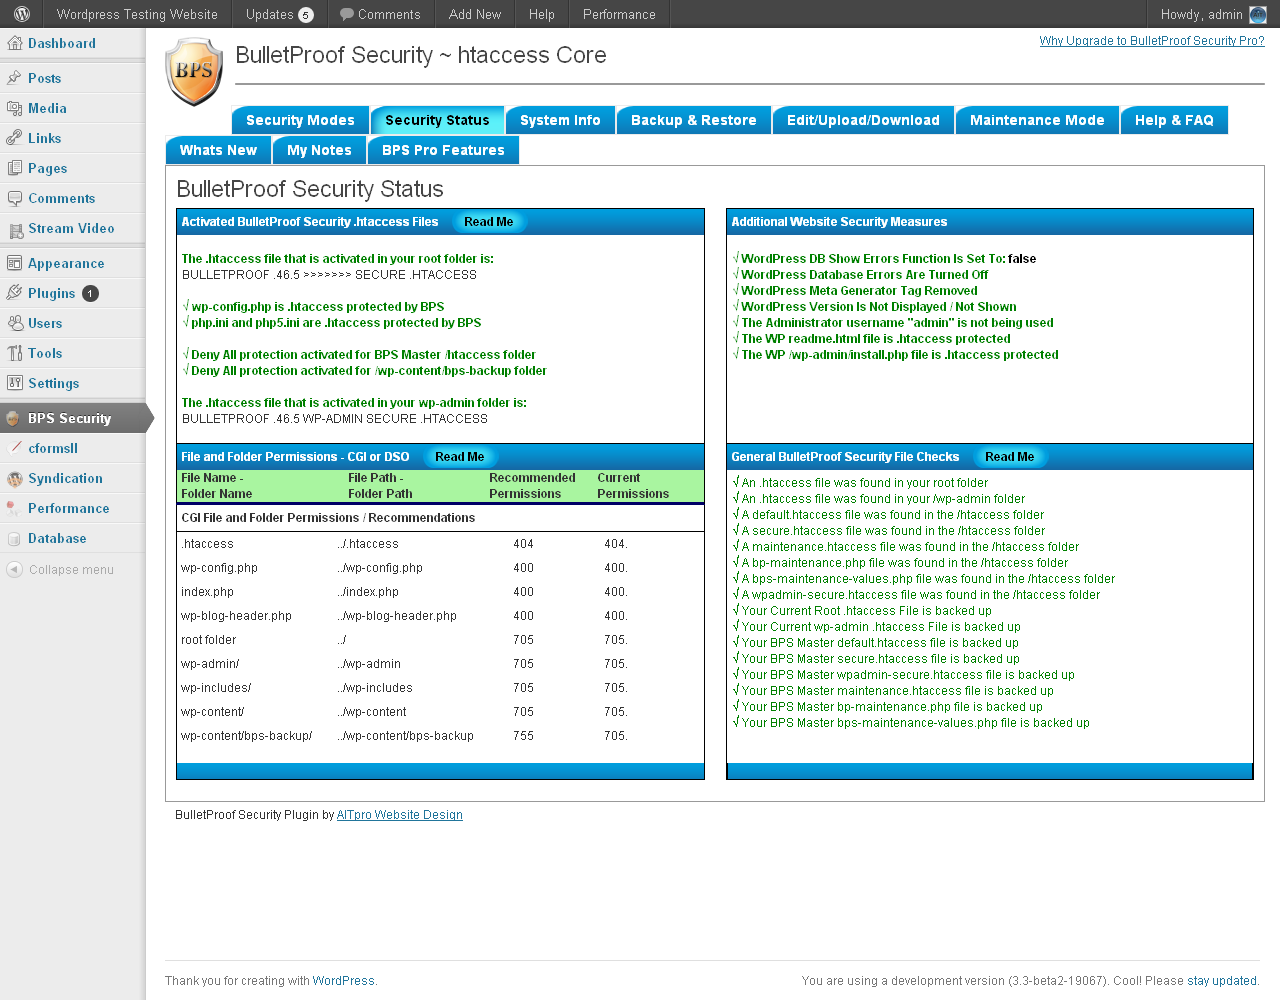 Wordpress Testing Website Updates 5 Comments Add New Help Performance Howdy, admin
Dashboard
Posts
Media
Links
Pages
Comments
Stream Video
Appearance
Plugins 1
Users
Tools
Settings
BPS Security
cformsII
Syndication
Performance
Database
Collapse menu
Why Upgrade to BulletProof Security Pro?
BPS
BulletProof Security ~ htaccess Core
Security Modes Security Status System Info Backup & Restore Edit/Upload/Download Maintenance Mode Help & FAQ
Whats New My Notes BPS Pro Features
BulletProof Security Status
Activated BulletProof Security .htaccess Files Read Me
The .htaccess file that is activated in your root folder is:
BULLETPROOF .46.5 >>>>>>> SECURE .HTACCESS
√ wp-config.php is .htaccess protected by BPS
√ php.ini and php5.ini are .htaccess protected by BPS
√ Deny All protection activated for BPS Master /htaccess folder
√ Deny All protection activated for /wp-content/bps-backup folder
The .htaccess file that is activated in your wp-admin folder is:
BULLETPROOF .46.5 WP-ADMIN SECURE .HTACCESS
Additional Website Security Measures
√ WordPress DB Show Errors Function Is Set To: false
√ WordPress Database Errors Are Turned Off
√ WordPress Meta Generator Tag Removed
√ WordPress Version Is Not Displayed / Not Shown
√ The Administrator username "admin" is not being used
√ The WP readme.html file is .htaccess protected
√ The WP /wp-admin/install.php file is .htaccess protected
File and Folder Permissions - CGI or DSO Read Me
File Name - File Path - Recommended Current
Folder Name Folder Path Permissions Permissions
CGI File and Folder Permissions / Recommendations
.htaccess ../.htaccess 404 404.
wp-config.php ../wp-config.php 400 400.
index.php ../index.php 400 400.
wp-blog-header.php ../wp-blog-header.php 400 400.
root folder ../ 705 705.
wp-admin/ ../wp-admin 705 705.
wp-includes/ ../wp-includes 705 705.
wp-content/ ../wp-content 705 705.
wp-content/bps-backup/ ../wp-content/bps-backup 755 705.
General BulletProof Security File Checks Read Me
√ An .htaccess file was found in your root folder
√ An .htaccess file was found in your /wp-admin folder
√ A default.htaccess file was found in the /htaccess folder
√ A secure.htaccess file was found in the /htaccess folder
√ A maintenance.htaccess file was found in the /htaccess folder
√ A bp-maintenance.php file was found in the /htaccess folder
√ A bps-maintenance-values.php file was found in the /htaccess folder
√ A wpadmin-secure.htaccess file was found in the /htaccess folder
√ Your Current Root .htaccess File is backed up
√ Your Current wp-admin .htaccess File is backed up
√ Your BPS Master default.htaccess file is backed up
√ Your BPS Master secure.htaccess file is backed up
√ Your BPS Master wpadmin-secure.htaccess file is backed up
√ Your BPS Master maintenance.htaccess file is backed up
√ Your BPS Master bp-maintenance.php file is backed up
√ Your BPS Master bps-maintenance-values.php file is backed up
BulletProof Security Plugin by AITpro Website Design
Thank you for creating with WordPress. You are using a development version (3.3-beta2-19067). Cool! Please stay updated.